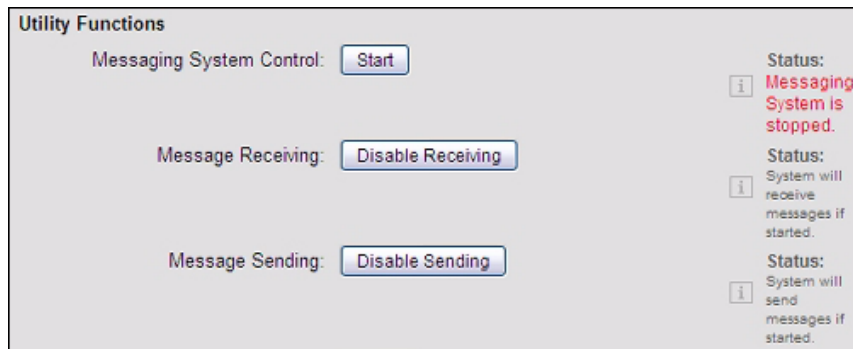 Utility Functions
Messaging System Control: Start
Status:
Messaging
System is
stopped.
Message Receiving: Disable Receiving
Status:
System will
receive
messages if
started.
Message Sending: Disable Sending
Status:
System will
send
messages if
started.